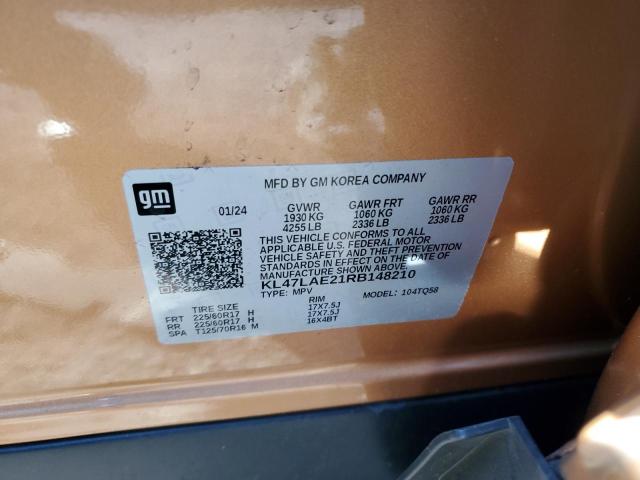 gm
MFD BY GM KOREA COMPANY
01/24 GVWR GAWR FRT GAWR RR
1930 KG 1060 KG 1060 KG
4255 LB 2336 LB 2336 LB
THIS VEHICLE CONFORMS TO ALL
APPLICABLE U.S. FEDERAL MOTOR
VEHICLE SAFETY AND THEFT PREVENTION
STANDARDS IN EFFECT ON THE DATE OF
MANUFACTURE SHOWN ABOVE.
KL47LAE21RB148210
TYPE: MPV MODEL: 104TQ58
TIRE SIZE RIM
FRT 225/60R17 H 17X7.5J
RR 225/60R17 H 17X7.5J
SPA T125/70R16 M 16X4BT